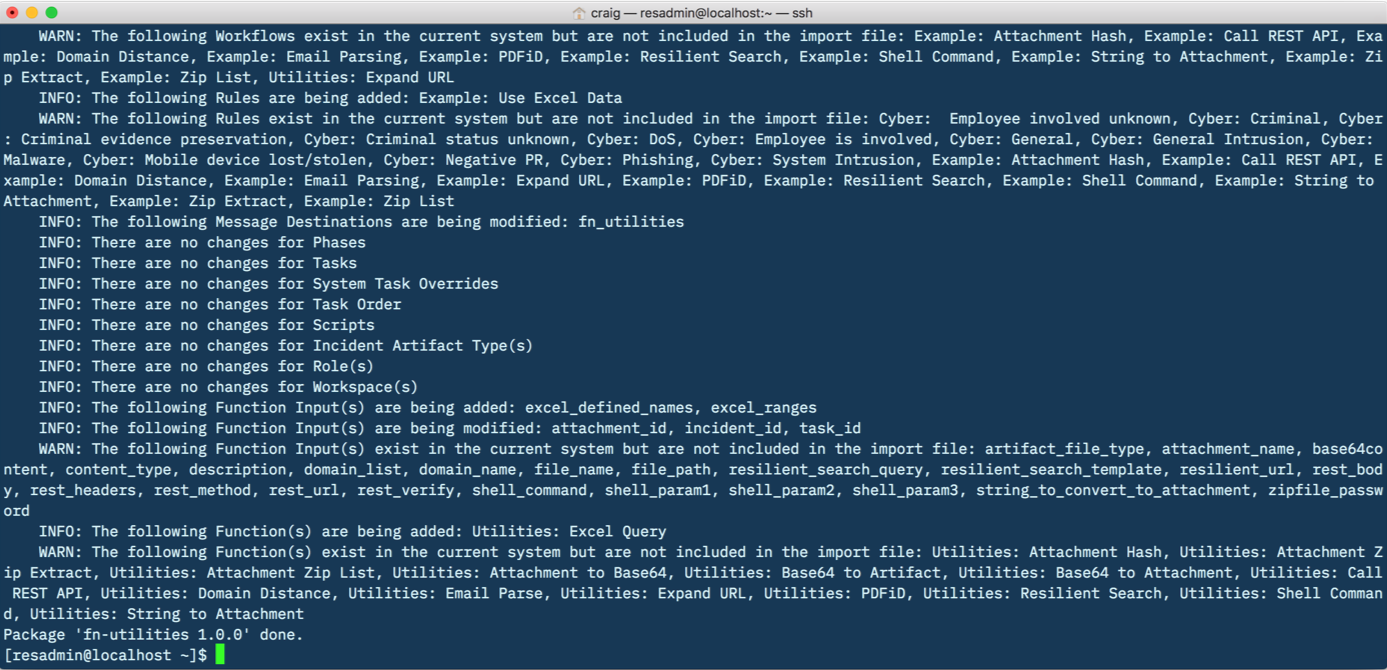 craig — resadmin@localhost:~ — ssh
    WARN: The following Workflows exist in the current system but are not included in the import file: Example: Attachment Hash, Example: Call REST API, Exa
mple: Domain Distance, Example: Email Parsing, Example: PDFiD, Example: Resilient Search, Example: Shell Command, Example: String to Attachment, Example: Zi
p Extract, Example: Zip List, Utilities: Expand URL
    INFO: The following Rules are being added: Example: Use Excel Data
    WARN: The following Rules exist in the current system but are not included in the import file: Cyber:  Employee involved unknown, Cyber: Criminal, Cyber
: Criminal evidence preservation, Cyber: Criminal status unknown, Cyber: DoS, Cyber: Employee is involved, Cyber: General, Cyber: General Intrusion, Cyber:
Malware, Cyber: Mobile device lost/stolen, Cyber: Negative PR, Cyber: Phishing, Cyber: System Intrusion, Example: Attachment Hash, Example: Call REST API, E
xample: Domain Distance, Example: Email Parsing, Example: Expand URL, Example: PDFiD, Example: Resilient Search, Example: Shell Command, Example: String to
Attachment, Example: Zip Extract, Example: Zip List
    INFO: The following Message Destinations are being modified: fn_utilities
    INFO: There are no changes for Phases
    INFO: There are no changes for Tasks
    INFO: There are no changes for System Task Overrides
    INFO: There are no changes for Task Order
    INFO: There are no changes for Scripts
    INFO: There are no changes for Incident Artifact Type(s)
    INFO: There are no changes for Role(s)
    INFO: There are no changes for Workspace(s)
    INFO: The following Function Input(s) are being added: excel_defined_names, excel_ranges
    INFO: The following Function Input(s) are being modified: attachment_id, incident_id, task_id
    WARN: The following Function Input(s) exist in the current system but are not included in the import file: artifact_file_type, attachment_name, base64co
ntent, content_type, description, domain_list, domain_name, file_name, file_path, resilient_search_query, resilient_search_template, resilient_url, rest_bod
y, rest_headers, rest_method, rest_url, rest_verify, shell_command, shell_param1, shell_param2, shell_param3, string_to_convert_to_attachment, zipfile_passw
ord
    INFO: The following Function(s) are being added: Utilities: Excel Query
    WARN: The following Function(s) exist in the current system but are not included in the import file: Utilities: Attachment Hash, Utilities: Attachment Z
ip Extract, Utilities: Attachment Zip List, Utilities: Attachment to Base64, Utilities: Base64 to Artifact, Utilities: Base64 to Attachment, Utilities: Call
 REST API, Utilities: Domain Distance, Utilities: Email Parse, Utilities: Expand URL, Utilities: PDFiD, Utilities: Resilient Search, Utilities: Shell Comman
d, Utilities: String to Attachment
Package 'fn-utilities 1.0.0' done.
[resadmin@localhost ~]$